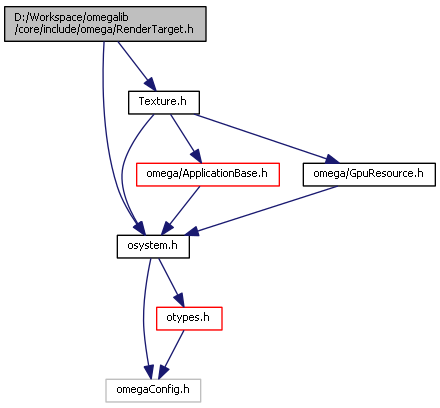 D:/Workspace/omegalib
/core/include/omega/RenderTarget.h
Texture.h
omega/ApplicationBase.h
omega/GpuResource.h
osystem.h
otypes.h
omegaConfig.h